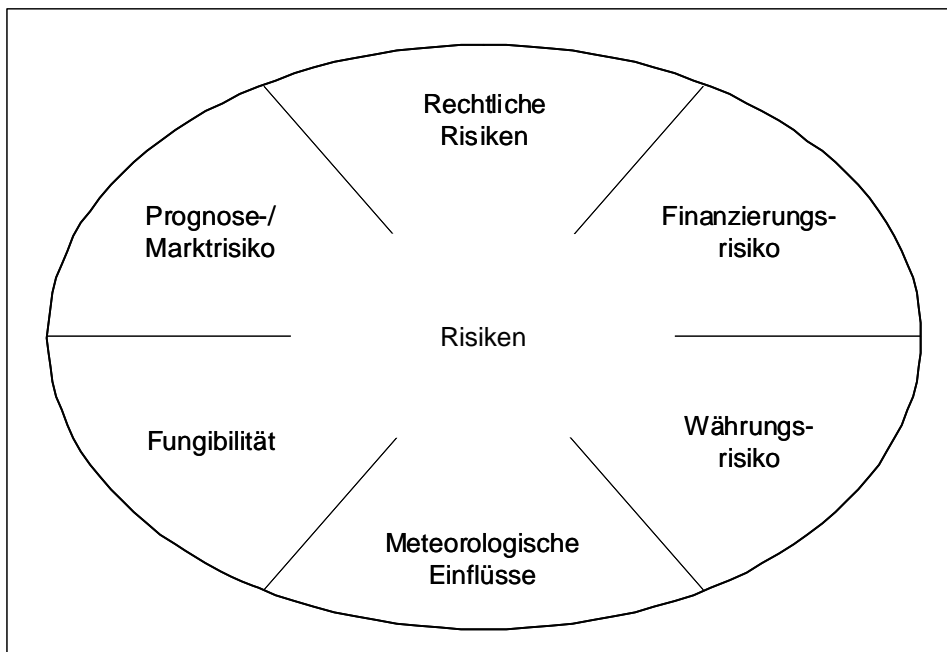 Rechtliche
Risiken
Prognose-/
Marktrisiko
Finanzierungs-
risiko
Risiken
Fungibilität
Währungs-
risiko
Meteorologische
Einflüsse